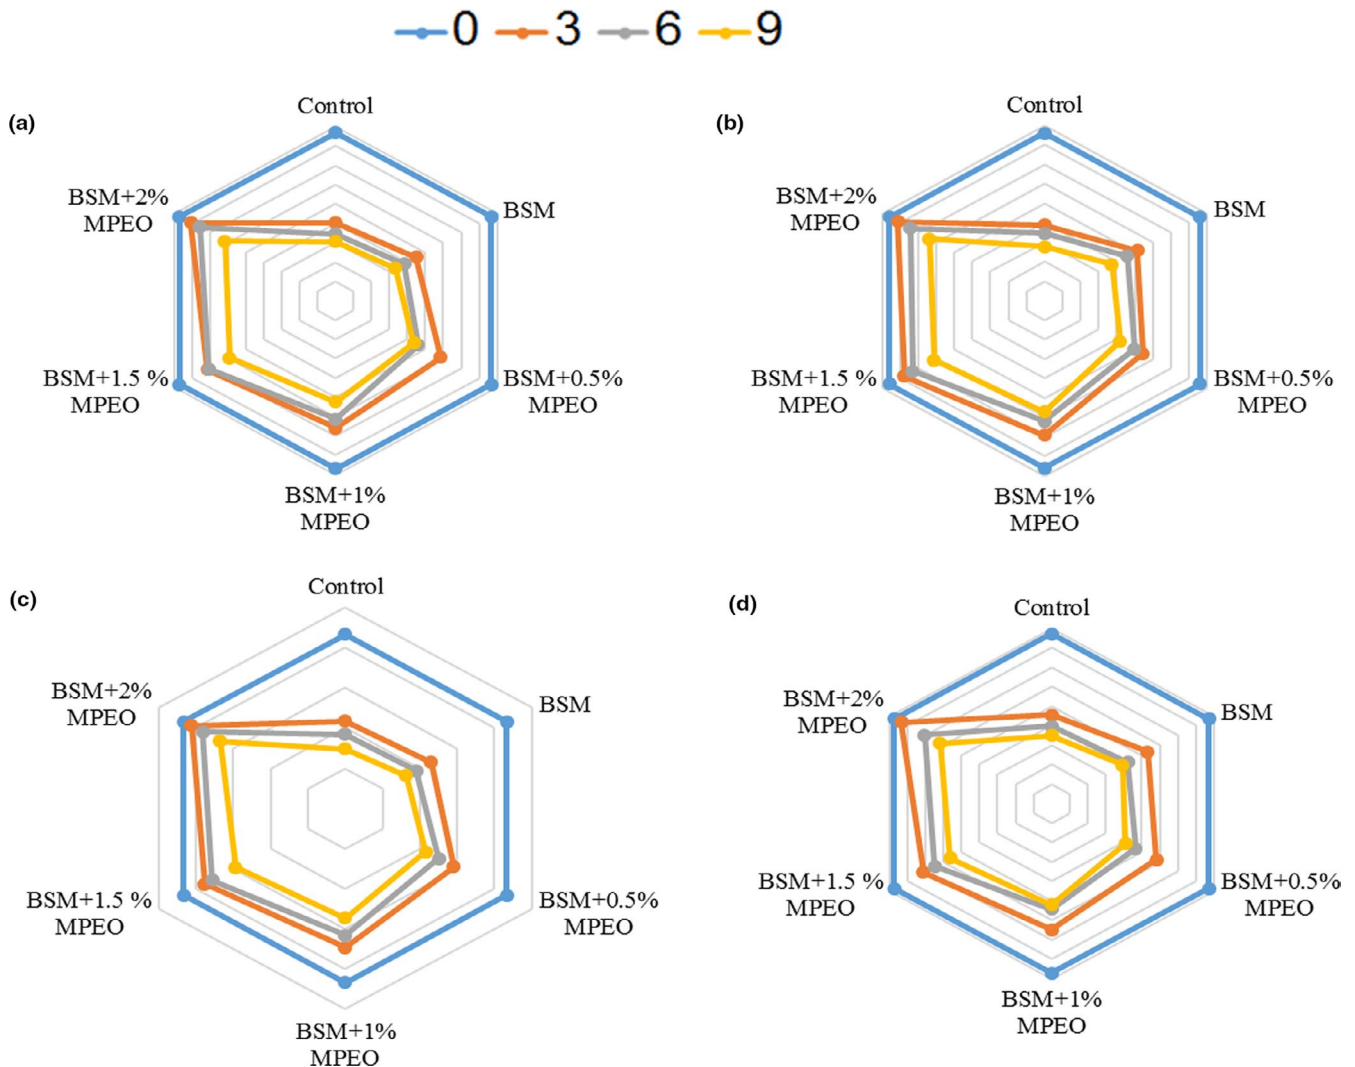 0 3 6 9
(a)
Control
BSM+2%
MPEO
BSM
BSM+1.5 %
MPEO
BSM+0.5%
MPEO
BSM+1%
MPEO
(b)
Control
BSM+2%
MPEO
BSM
BSM+1.5 %
MPEO
BSM+0.5%
MPEO
BSM+1%
MPEO
(c)
Control
BSM+2%
MPEO
BSM
BSM+1.5 %
MPEO
BSM+0.5%
MPEO
BSM+1%
MPEO
(d)
Control
BSM+2%
MPEO
BSM
BSM+1.5 %
MPEO
BSM+0.5%
MPEO
BSM+1%
MPEO